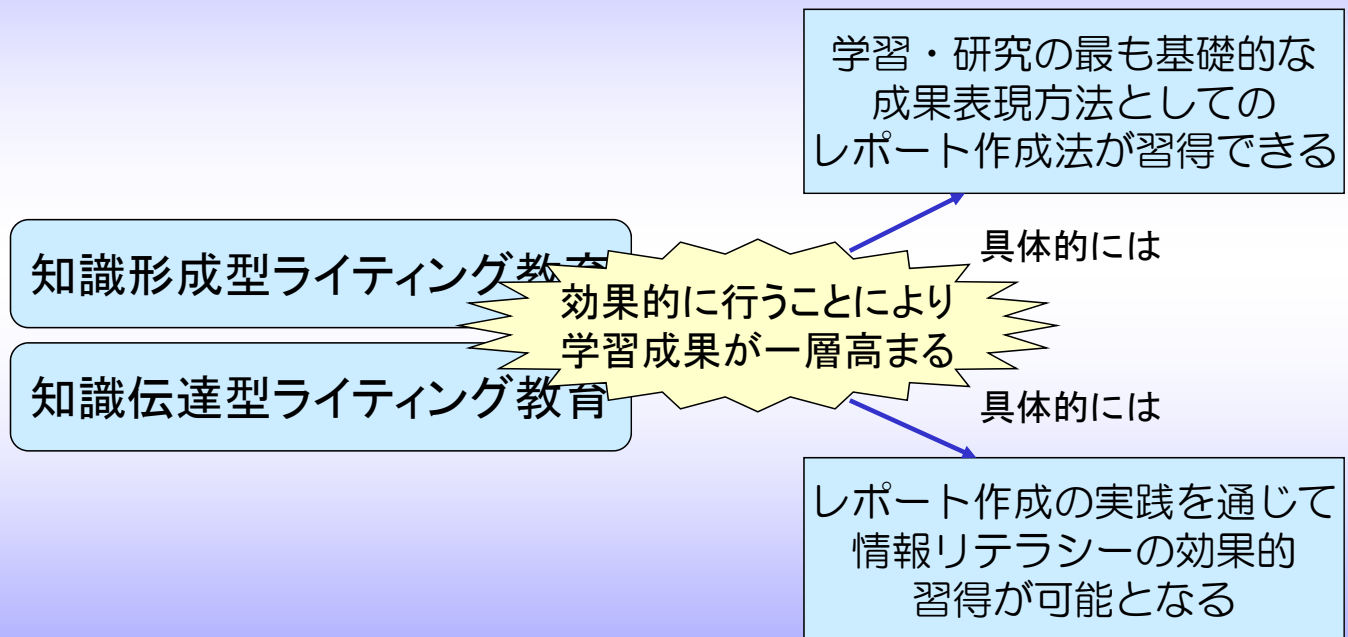 学習・研究の最も基礎的な
成果表現方法としての
レポート作成法が習得できる
具体的には
知識形成型ライティング教育
効果的に行うことにより
学習成果が一層高まる
知識伝達型ライティング教育
具体的には
レポート作成の実践を通じて
情報リテラシーの効果的
習得が可能となる